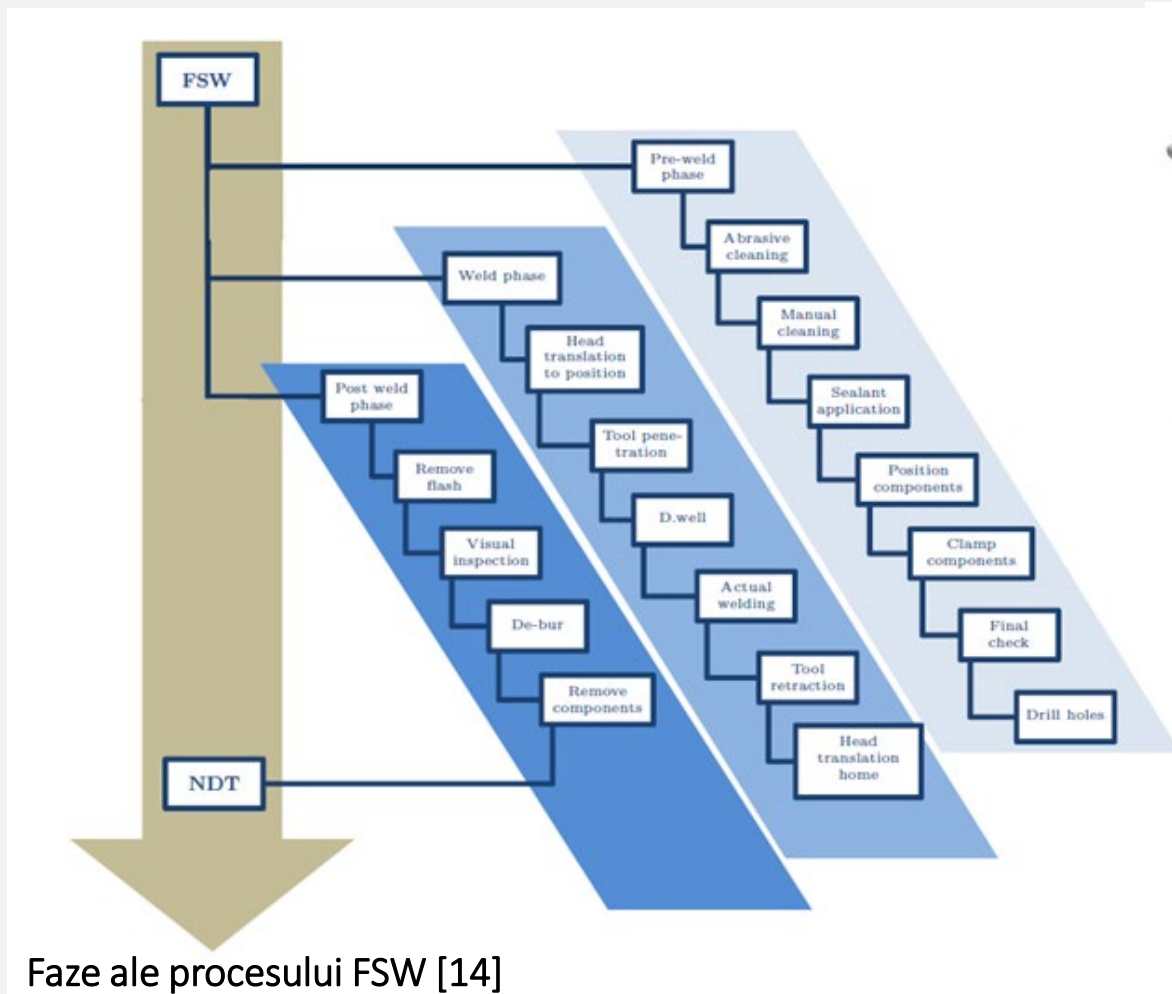 FSW
Pre-weld
phase
Abrasive
cleaning
Manual
cleaning
Sealant
application
Position
components
Clamp
components
Final
check
Drill holes
Weld phase
Head
translation
to position
Tool pene-
tration
D.well
Actual
welding
Tool
retraction
Head
translation
home
Post weld
phase
Remove
flash
Visual
inspection
De-bur
Remove
components
NDT
Faze ale procesului FSW [14]